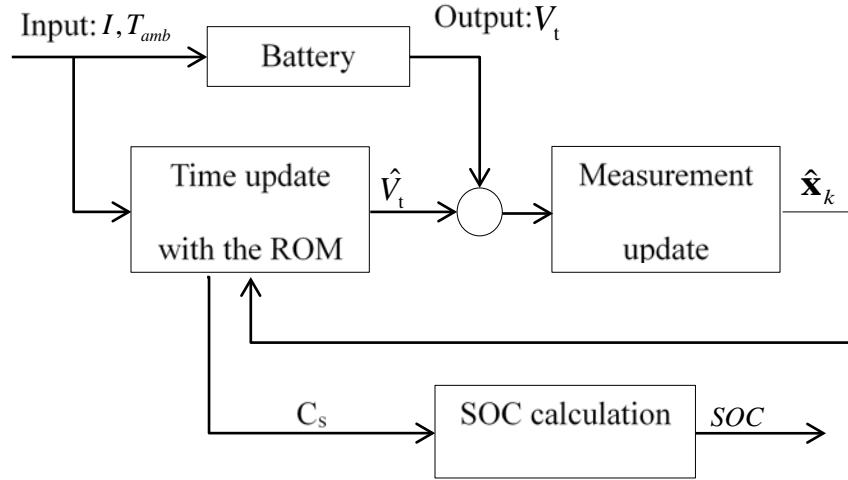 Input: I, T_amb
Output: V_t
Battery
Time update
with the ROM
V̂_t
Measurement
update
x̂_k
C_s
SOC calculation
SOC